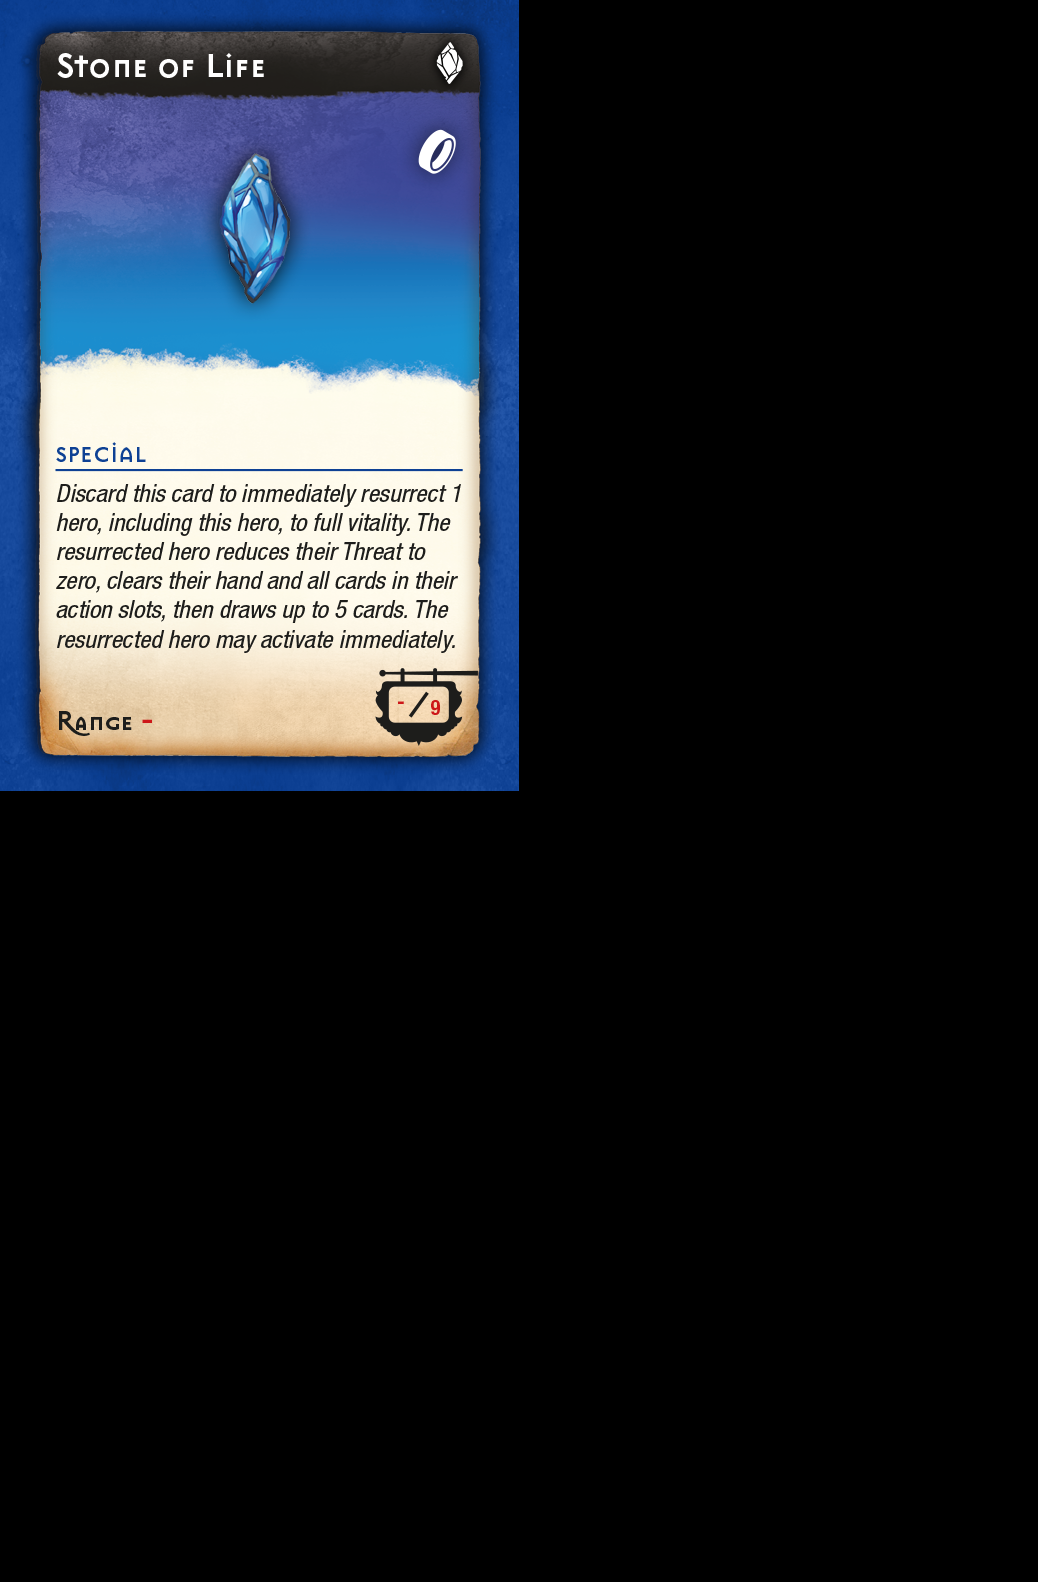 Stone of Life
SPECIAL
Discard this card to immediately resurrect 1
hero, including this hero, to full vitality. The
resurrected hero reduces their Threat to
zero, clears their hand and all cards in their
action slots, then draws up to 5 cards. The
resurrected hero may activate immediately.
Range -
-/9